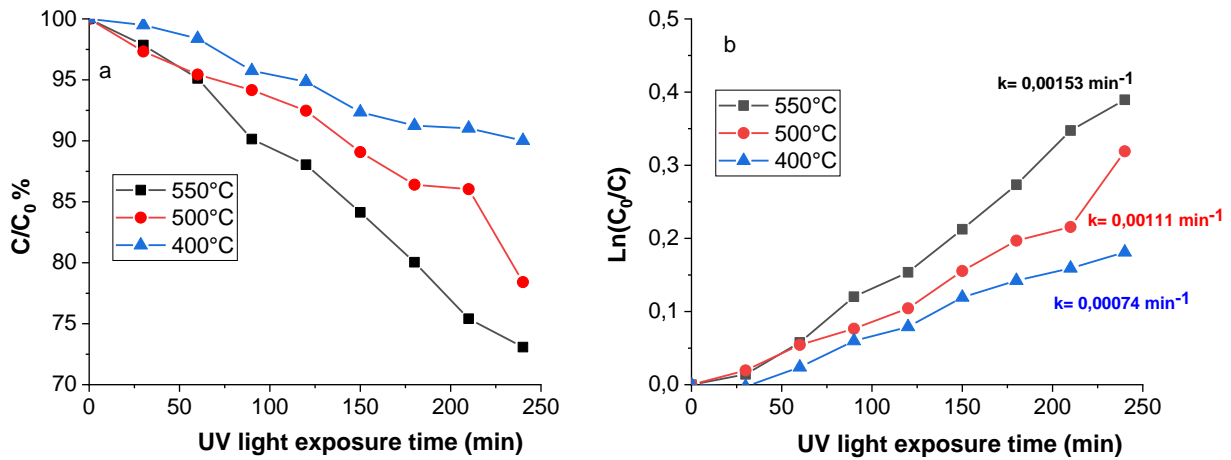 100
95
90
85
80
75
70
C/C₀ %
a
550°C
500°C
400°C
0
50
100
150
200
250
UV light exposure time (min)
0,5
0,4
0,3
0,2
0,1
0,0
Ln(C₀/C)
b
550°C
500°C
400°C
k= 0,00153 min⁻¹
k= 0,00111 min⁻¹
k= 0,00074 min⁻¹
0
50
100
150
200
250
UV light exposure time (min)